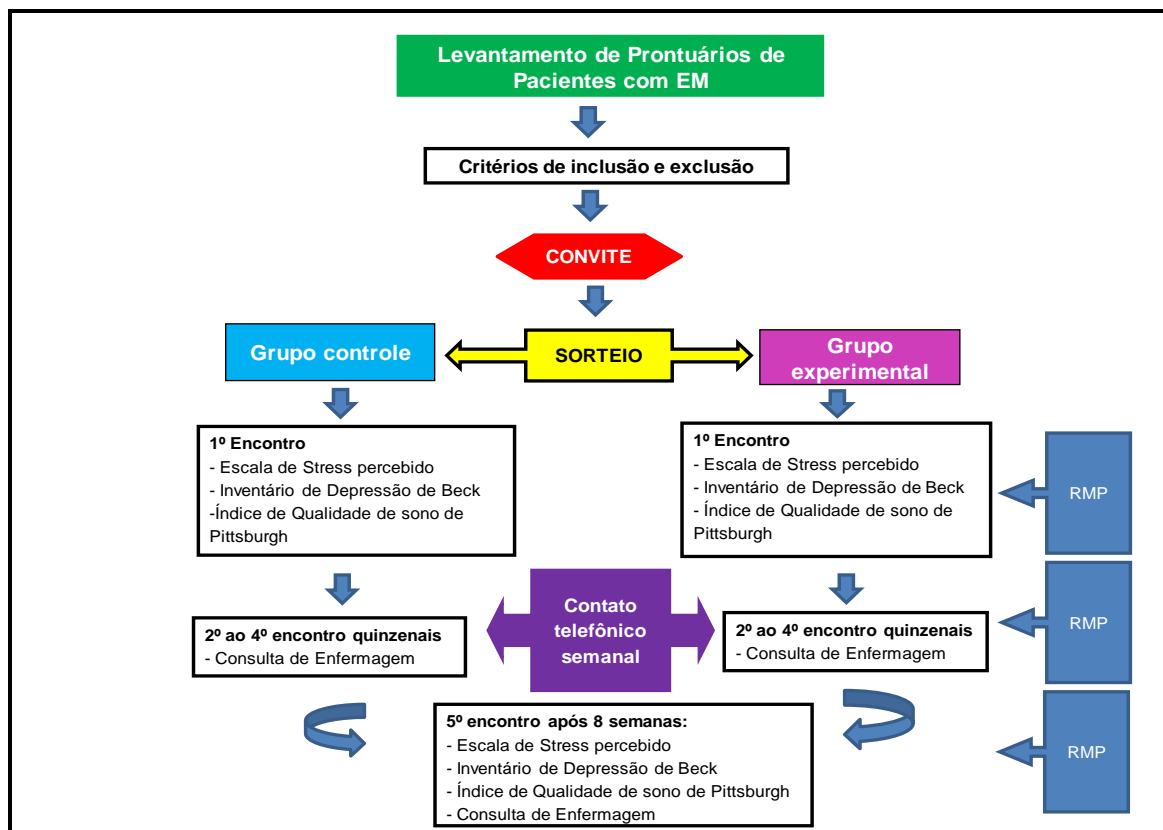 Levantamento de Prontuários de
Pacientes com EM
Critérios de inclusão e exclusão
CONVITE
Grupo controle
SORTEIO
Grupo
experimental
1º Encontro
- Escala de Stress percebido
- Inventário de Depressão de Beck
-Índice de Qualidade de sono de
Pittsburgh
1º Encontro
- Escala de Stress percebido
- Inventário de Depressão de Beck
- Índice de Qualidade de sono de
Pittsburgh
RMP
2º ao 4º encontro quinzenais
- Consulta de Enfermagem
Contato
telefônico
semanal
2º ao 4º encontro quinzenais
- Consulta de Enfermagem
RMP
5º encontro após 8 semanas:
- Escala de Stress percebido
- Inventário de Depressão de Beck
- Índice de Qualidade de sono de Pittsburgh
- Consulta de Enfermagem
RMP